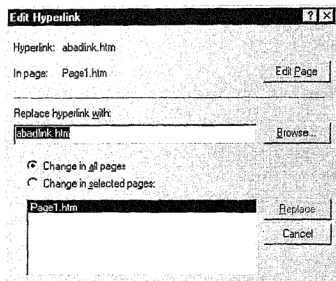 Edit Hyperlink
Hyperlink: abadlink.htm
In page: Page1.htm
Edit Page
Replace hyperlink with:
abadlink.htm
Browse...
Change in all pages
Change in selected pages:
Page1.htm
Replace
Cancel